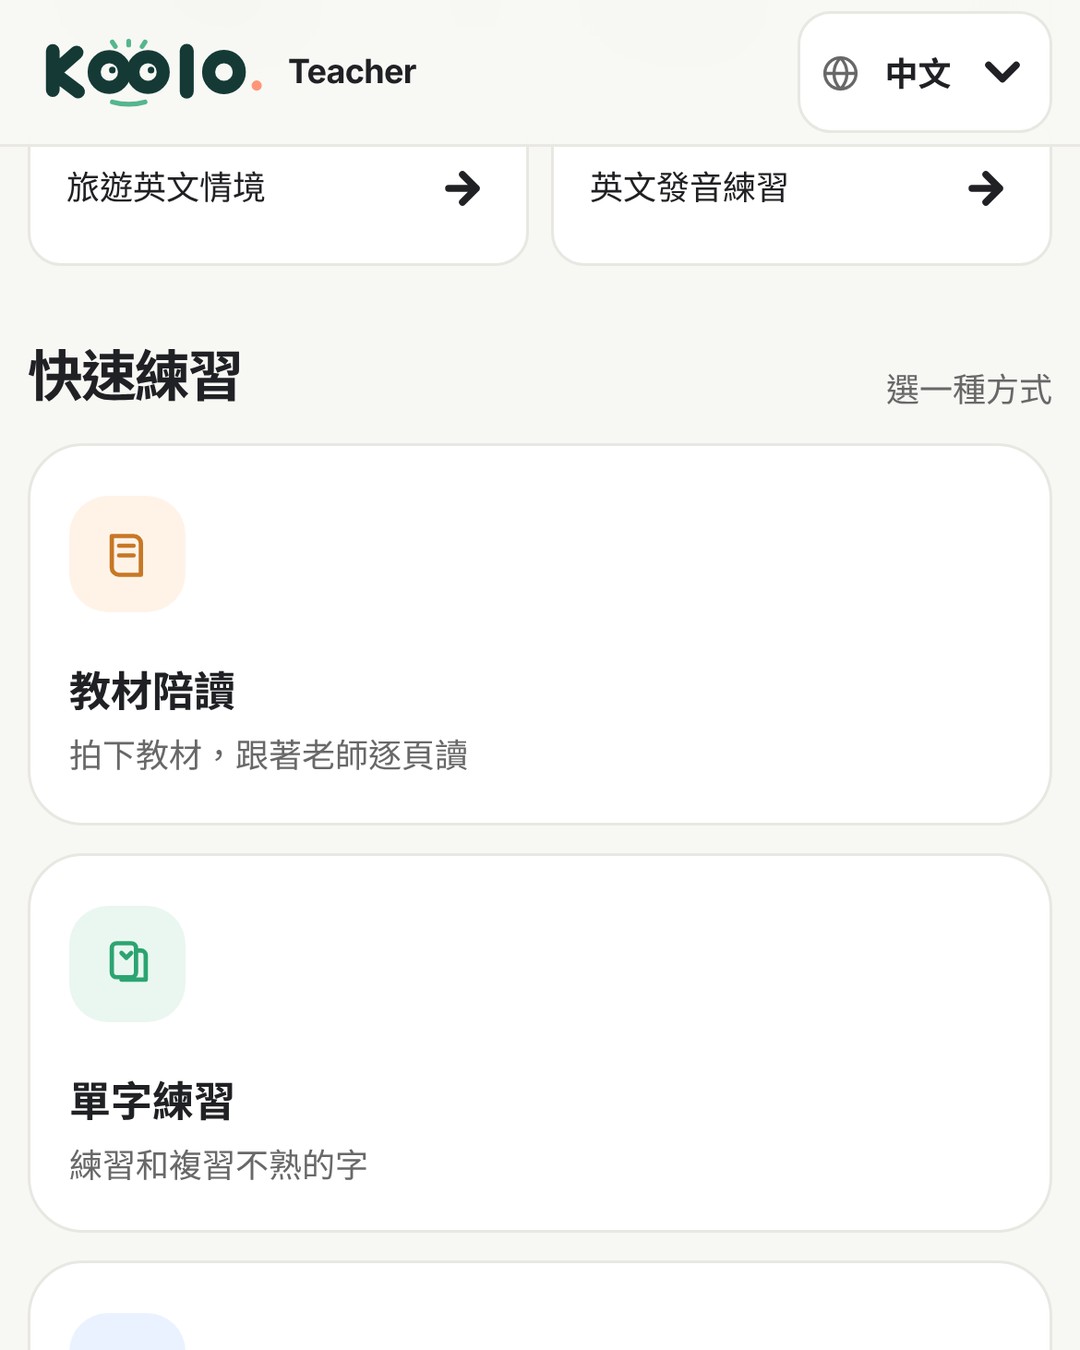 Koolo. Teacher
中文
旅遊英文情境
英文發音練習
快速練習
選一種方式
教材陪讀
拍下教材，跟著老師逐頁讀
單字練習
練習和複習不熟的字